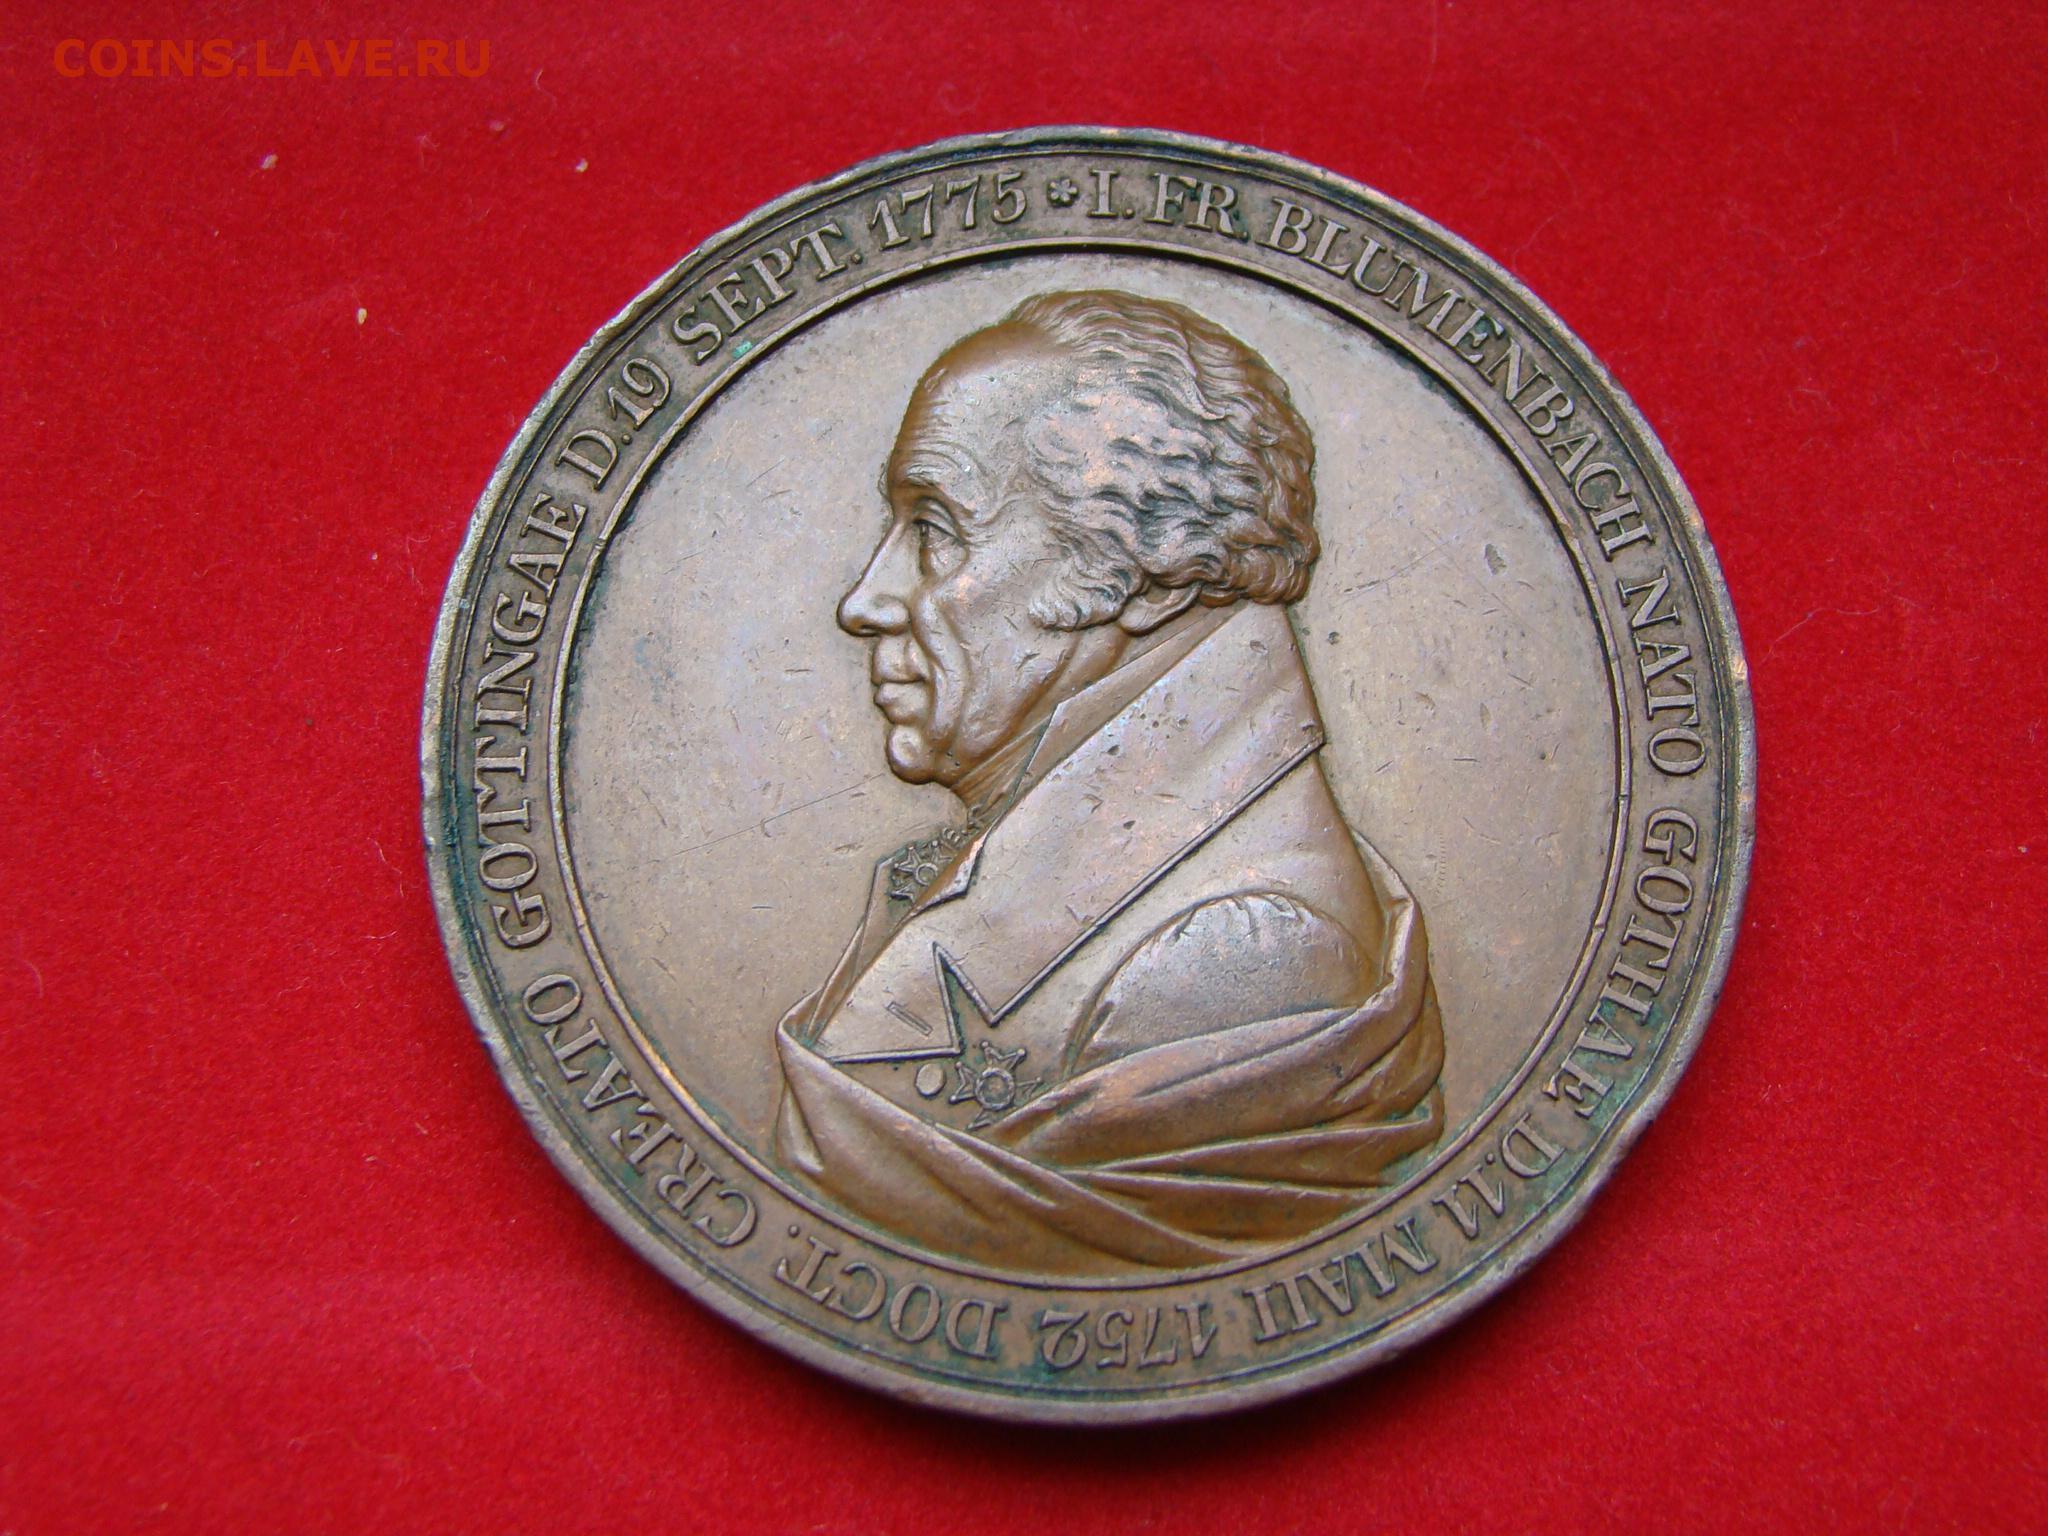 COINS.LAVE.RU
* I. FR. BLUMENBACH NATO GOTHAE D. 11 MAII 1752 DOCT. CREATO GOTTINGAE D. 19 SEPT. 1775